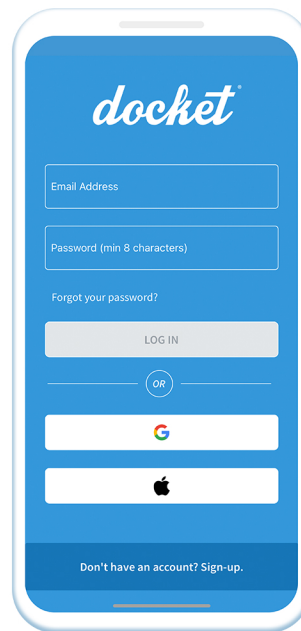 docket
Email Address
Password (min 8 characters)
Forgot your password?
LOG IN
OR
Don't have an account? Sign-up.